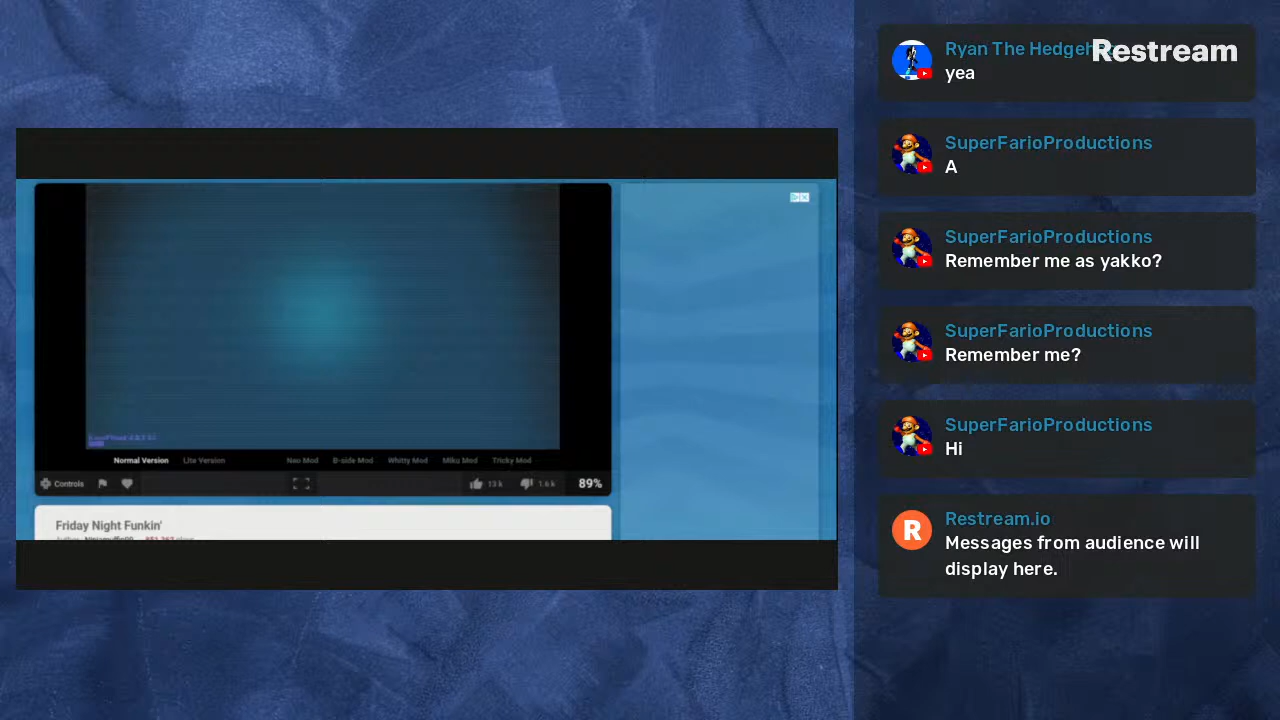 Normal Version
Lite Version
Neo Mod
B-side Mod
Whitty Mod
Miku Mod
Tricky Mod
Controls
13 k
1.6 k
89%
Friday Night Funkin'
Restream
Ryan The Hedgeh
yea
SuperFarioProductions
A
SuperFarioProductions
Remember me as yakko?
SuperFarioProductions
Remember me?
SuperFarioProductions
Hi
R
Restream.io
Messages from audience will
display here.